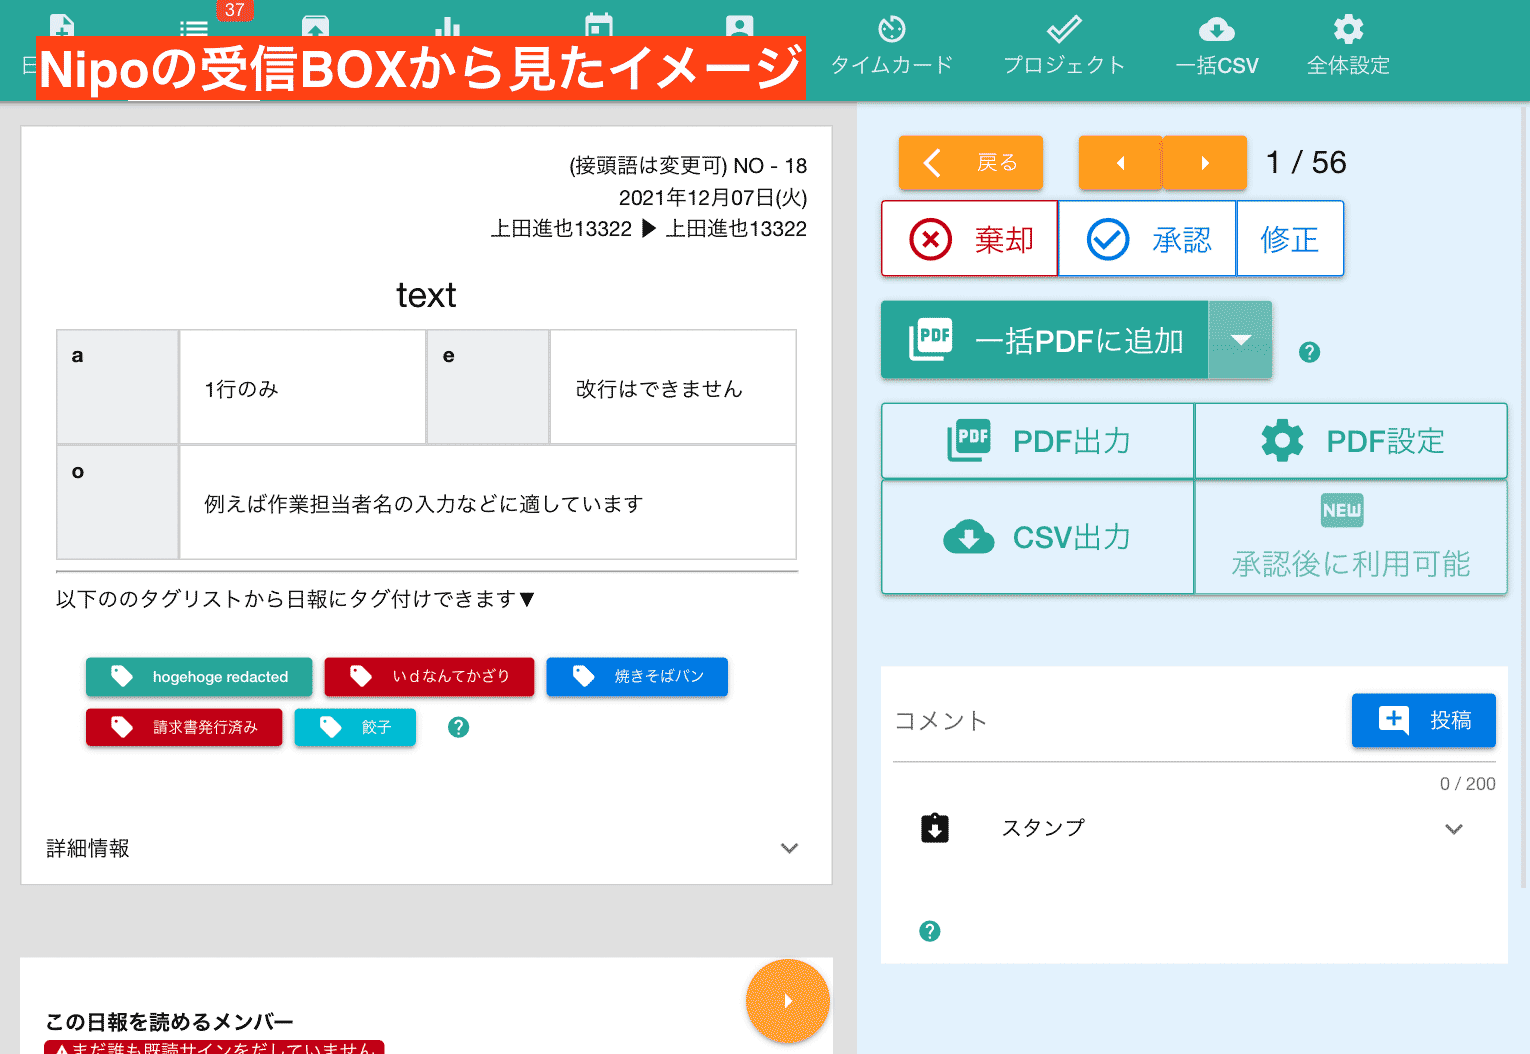 37
Nipoの受信BOXから見たイメージ
タイムカード
プロジェクト
一括CSV
全体設定
(接頭語は変更可) NO - 18
2021年12月07日(火)
上田進也13322 ▶ 上田進也13322
text
a
1行のみ
e
改行はできません
o
例えば作業担当者名の入力などに適しています
以下ののタグリストから日報にタグ付けできます▼
hogehoge redacted
いｄなんてかざり
焼きそばパン
請求書発行済み
餃子
詳細情報
この日報を読めるメンバー
まだ誰も既読サインをだしていません
戻る
1 / 56
棄却
承認
修正
PDF
一括PDFに追加
PDF
PDF出力
PDF設定
CSV出力
NEW
承認後に利用可能
コメント
投稿
0 / 200
スタンプ